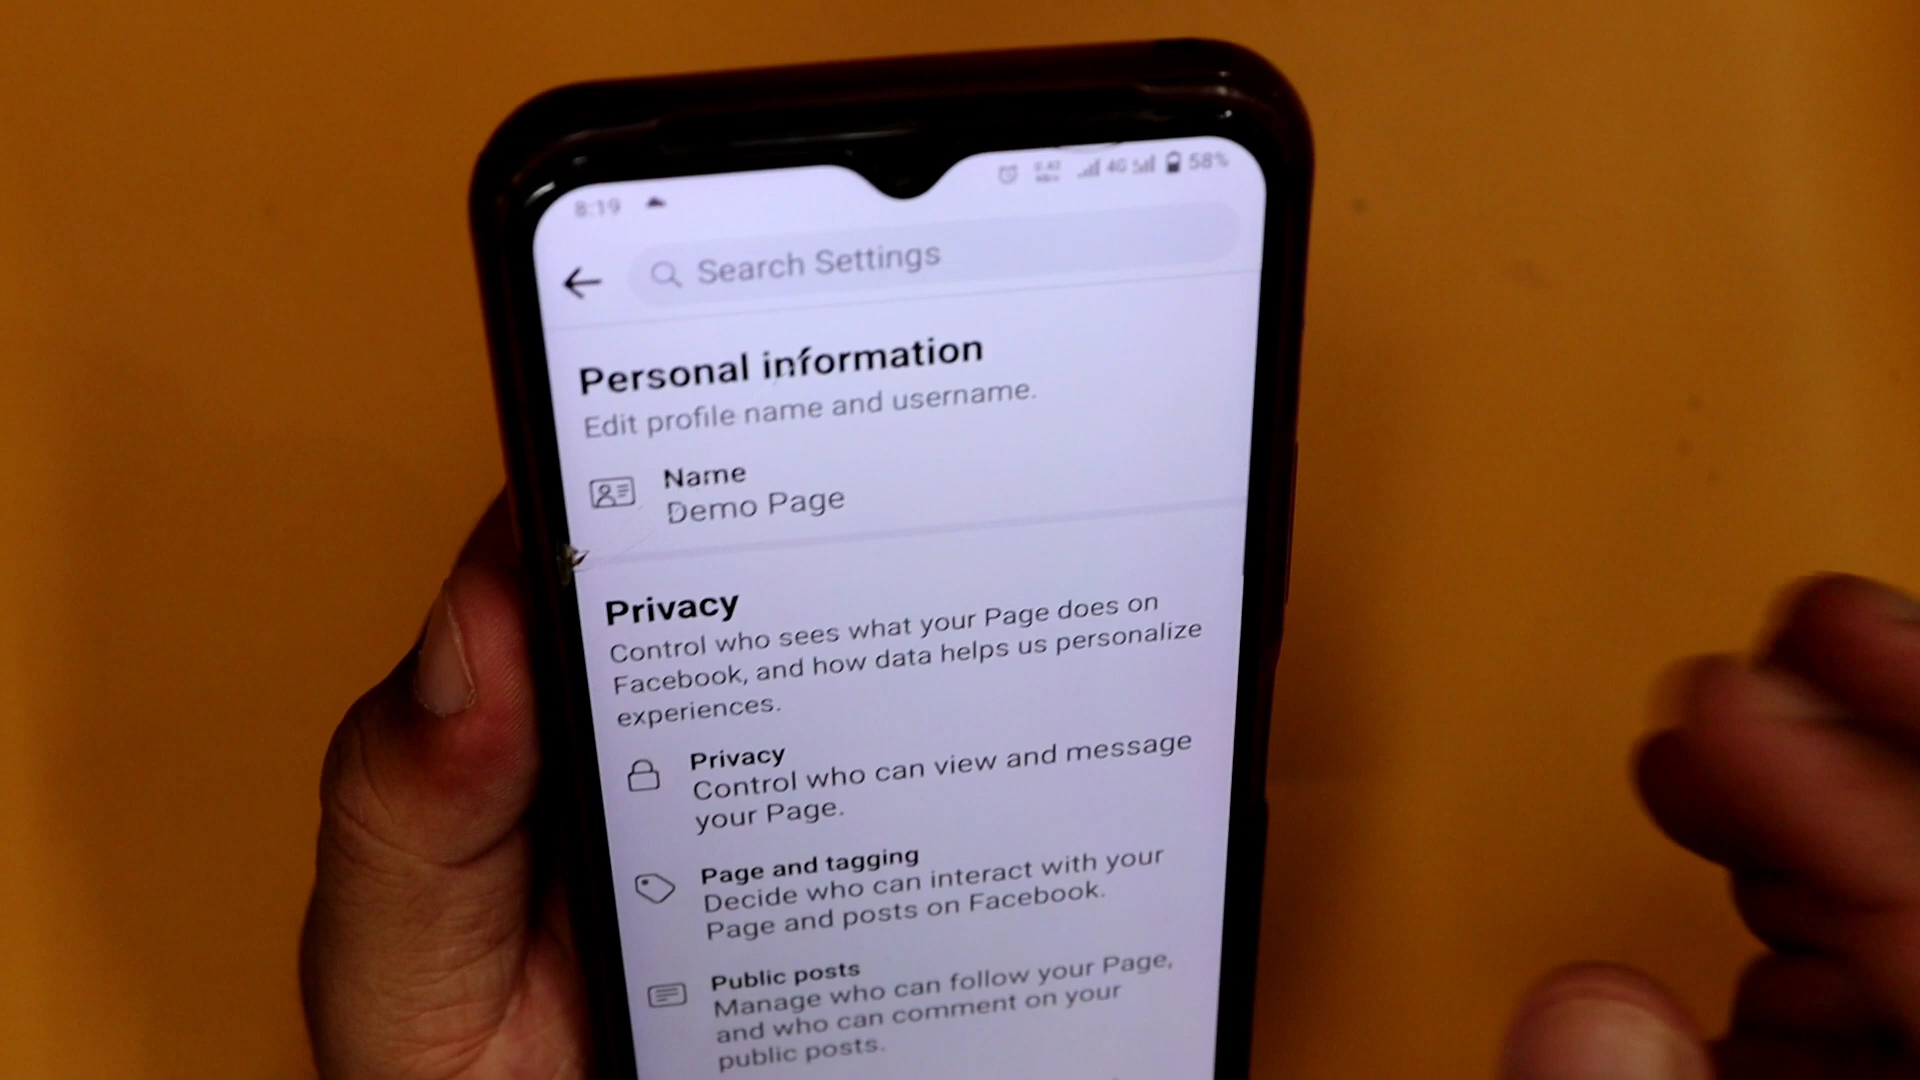 8:19 4G 58%
Search Settings
Personal information
Edit profile name and username.
Name
Demo Page
Privacy
Control who sees what your Page does on
Facebook, and how data helps us personalize
experiences.
Privacy
Control who can view and message
your Page.
Page and tagging
Decide who can interact with your
Page and posts on Facebook.
Public posts
Manage who can follow your Page,
and who can comment on your
public posts.